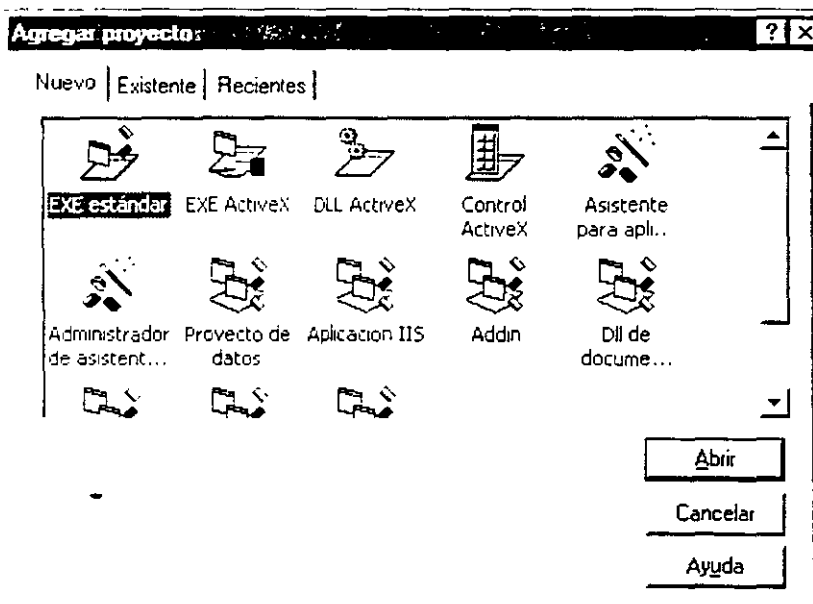 Agregar proyecto
? ×
Nuevo Existente Recientes
EXE estándar EXE ActiveX DLL ActiveX Control ActiveX Asistente para apli...
Administrador de asistent... Proyecto de datos Aplicacion IIS Addin Dll de docume...
Abrir
Cancelar
Ayuda